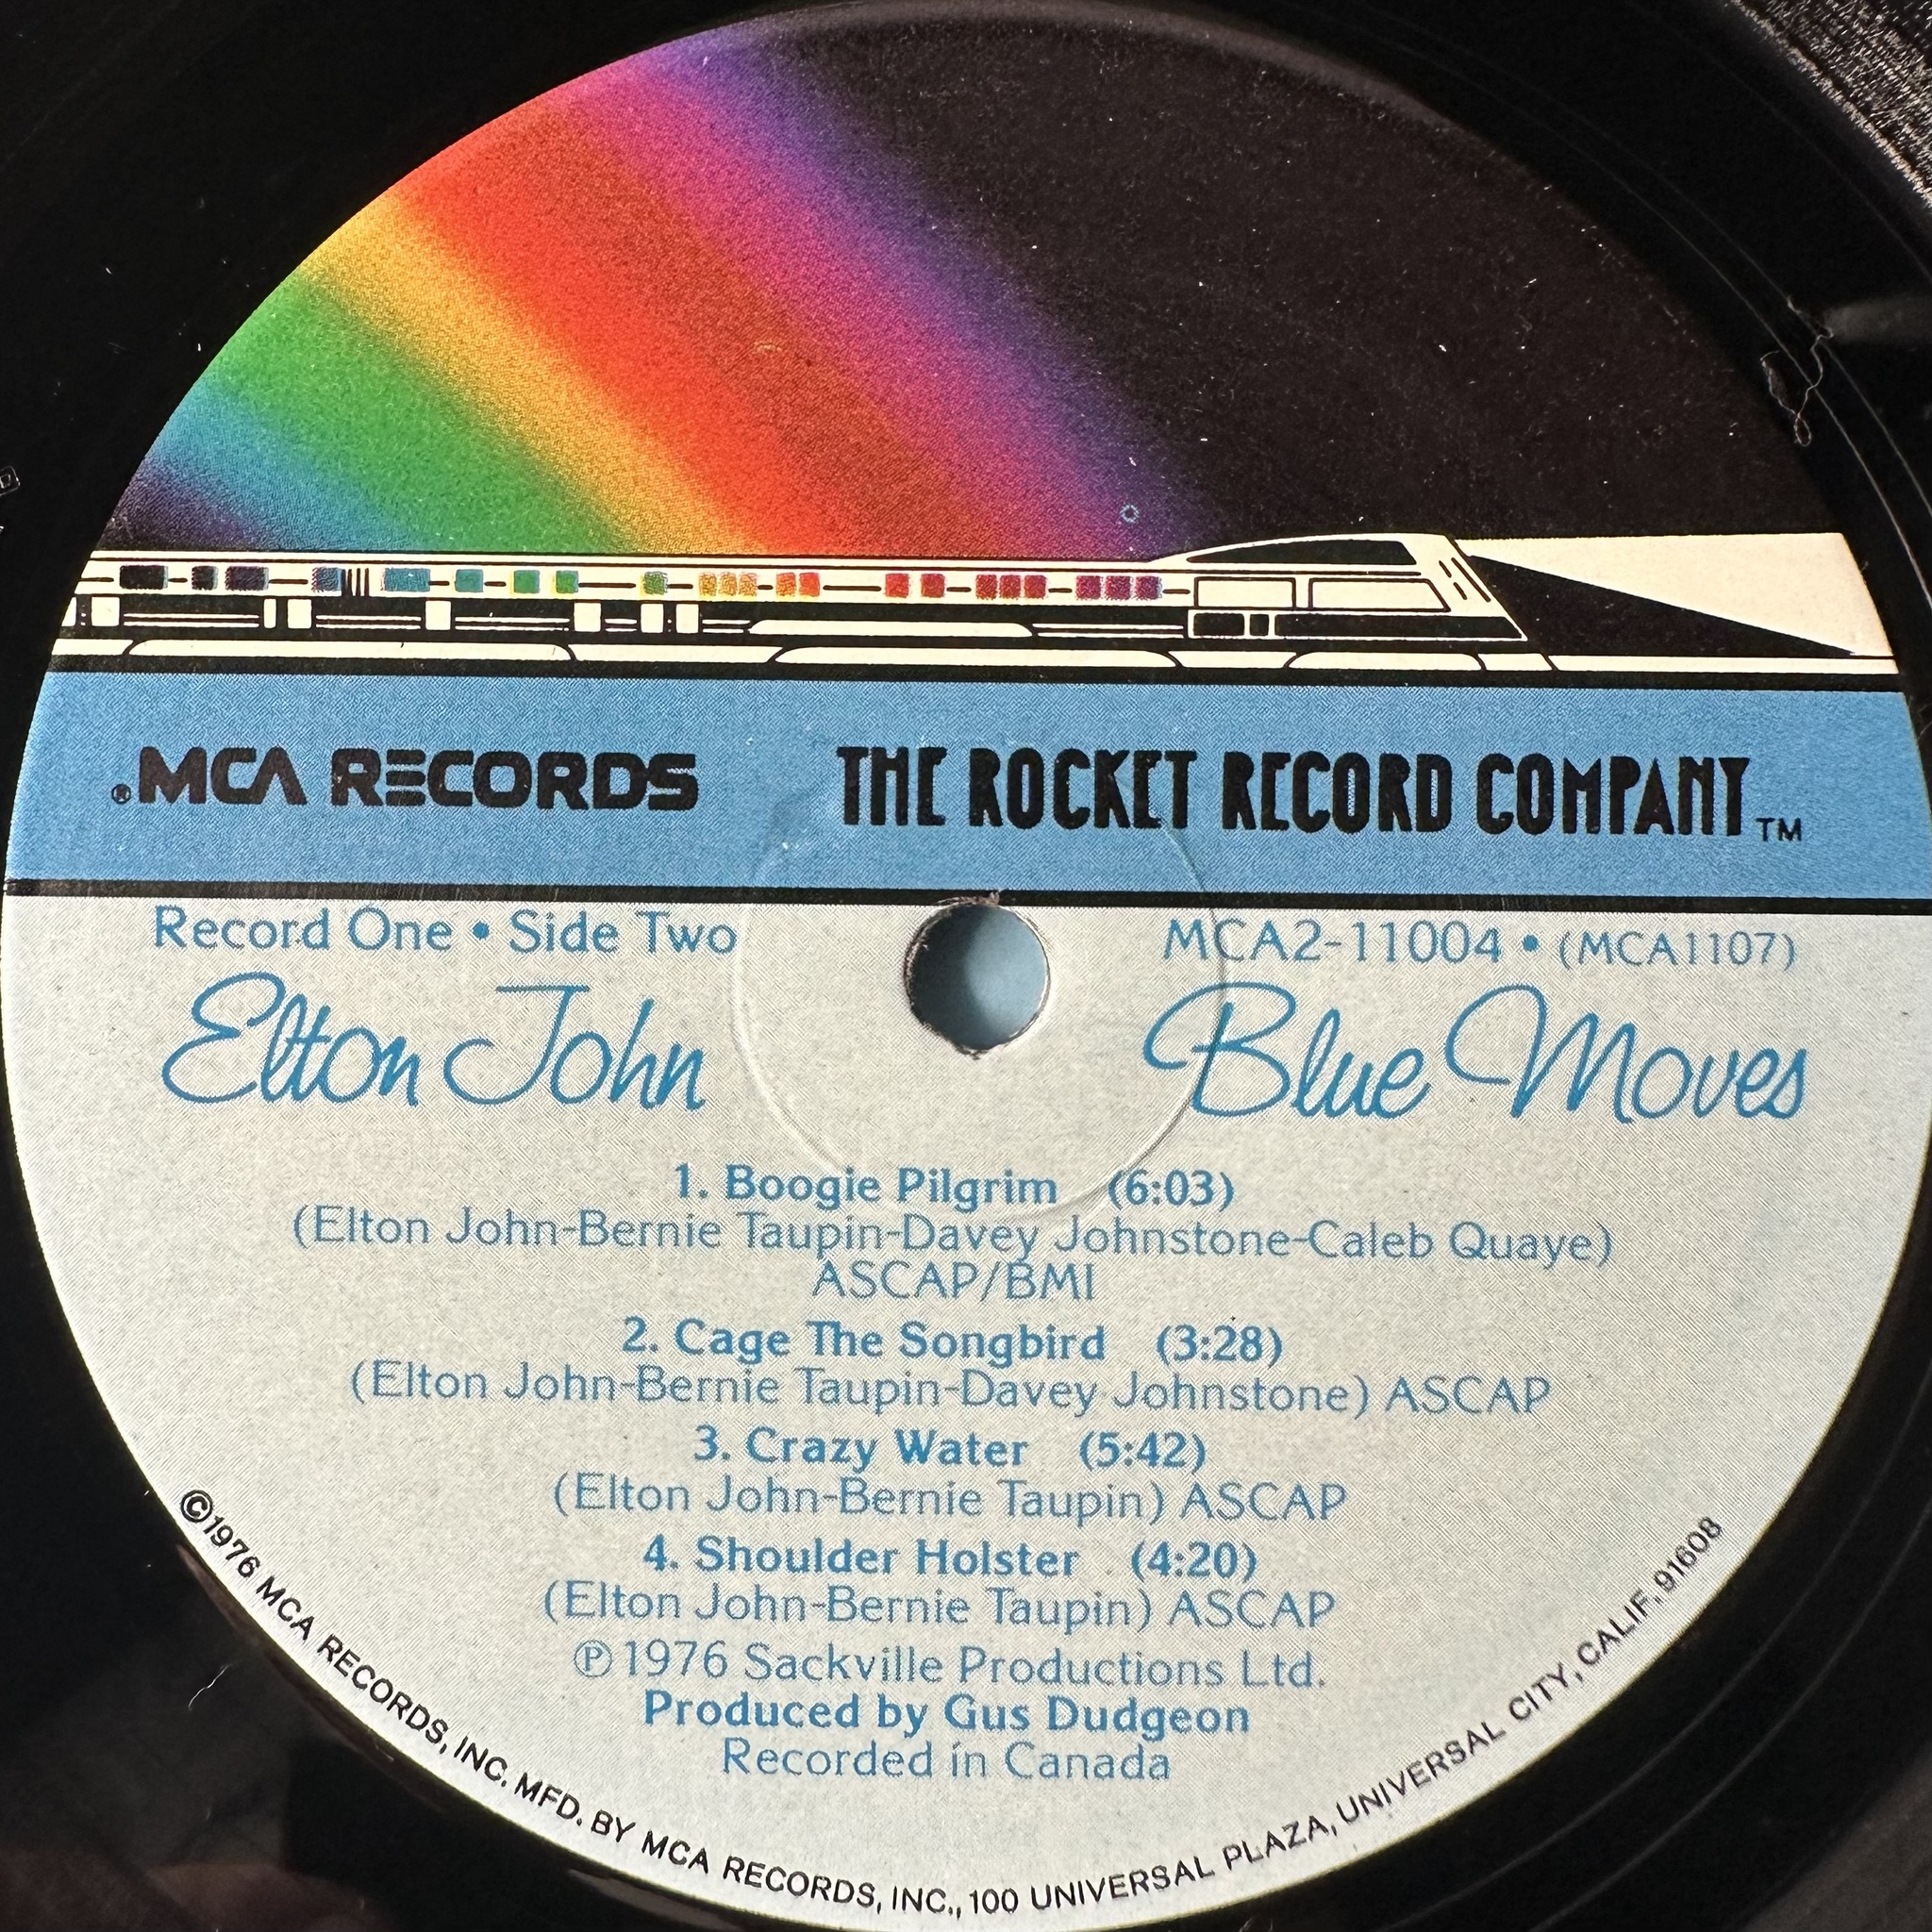 ®MCA RECORDS THE ROCKET RECORD COMPANY™
Record One • Side Two MCA2-11004 • (MCA1107)
Elton John Blue Moves
1. Boogie Pilgrim (6:03)
(Elton John-Bernie Taupin-Davey Johnstone-Caleb Quaye)
ASCAP/BMI
2. Cage The Songbird (3:28)
(Elton John-Bernie Taupin-Davey Johnstone) ASCAP
3. Crazy Water (5:42)
(Elton John-Bernie Taupin) ASCAP
4. Shoulder Holster (4:20)
(Elton John-Bernie Taupin) ASCAP
℗1976 Sackville Productions Ltd.
Produced by Gus Dudgeon
Recorded in Canada
©1976 MCA RECORDS, INC. MFD. BY MCA RECORDS, INC., 100 UNIVERSAL PLAZA, UNIVERSAL CITY, CALIF. 91608